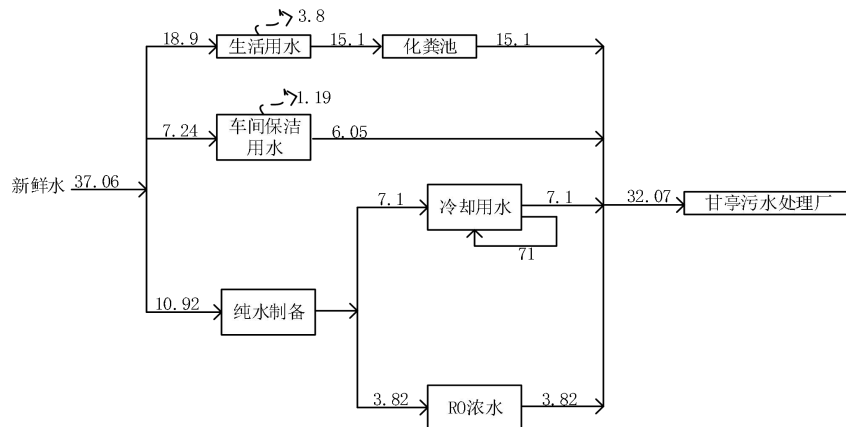 3.8
18.9
生活用水
15.1
化粪池
15.1
1.19
7.24
车间保洁
用水
6.05
新鲜水
37.06
7.1
冷却用水
7.1
71
32.07
甘亭污水处理厂
10.92
纯水制备
3.82
RO浓水
3.82